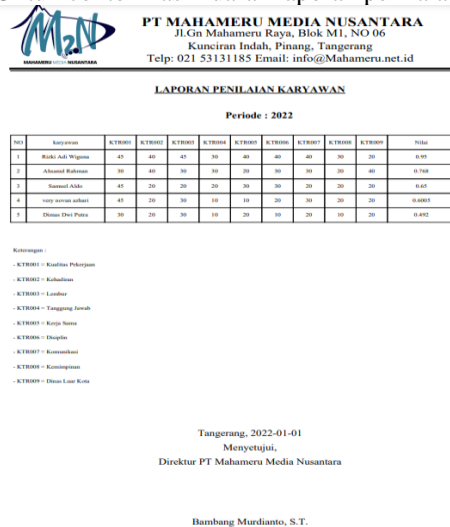 M2N
MAHAMERU MEDIA NUSANTARA
PT MAHAMERU MEDIA NUSANTARA
Jl.Gn Mahameru Raya, Blok M1, NO 06
Kunciran Indah, Pinang, Tangerang
Telp: 021 53131185 Email: info@Mahameru.net.id
LAPORAN PENILAIAN KARYAWAN
Periode : 2022
NO karyawan KTR001 KTR002 KTR003 KTR004 KTR005 KTR006 KTR007 KTR008 KTR009 Nilai
1 Rizki Adi Wiguna 45 40 45 30 40 40 40 30 20 0.95
2 Rahman 30 40 30 30 20 30 30 20 40 0.768
3 Samuel Aldo 45 20 20 20 30 30 20 20 20 0.65
4 very novan azhari 45 20 30 10 10 20 30 20 20 0.6005
5 Dimas Dwi Putra 30 20 30 10 20 10 20 10 20 0.492
Keterangan :
- KTR001 = Kualitas Pekerjaan
- KTR002 = Kehadiran
- KTR003 = Lembur
- KTR004 = Tanggung Jawab
- KTR005 = Kerja Sama
- KTR006 = Disiplin
- KTR007 = Komunikasi
- KTR008 = Kemimpinan
- KTR009 = Dinas Luar Kota
Tangerang, 2022-01-01
Menyetujui,
Direktur PT Mahameru Media Nusantara
Bambang Murdianto, S.T.